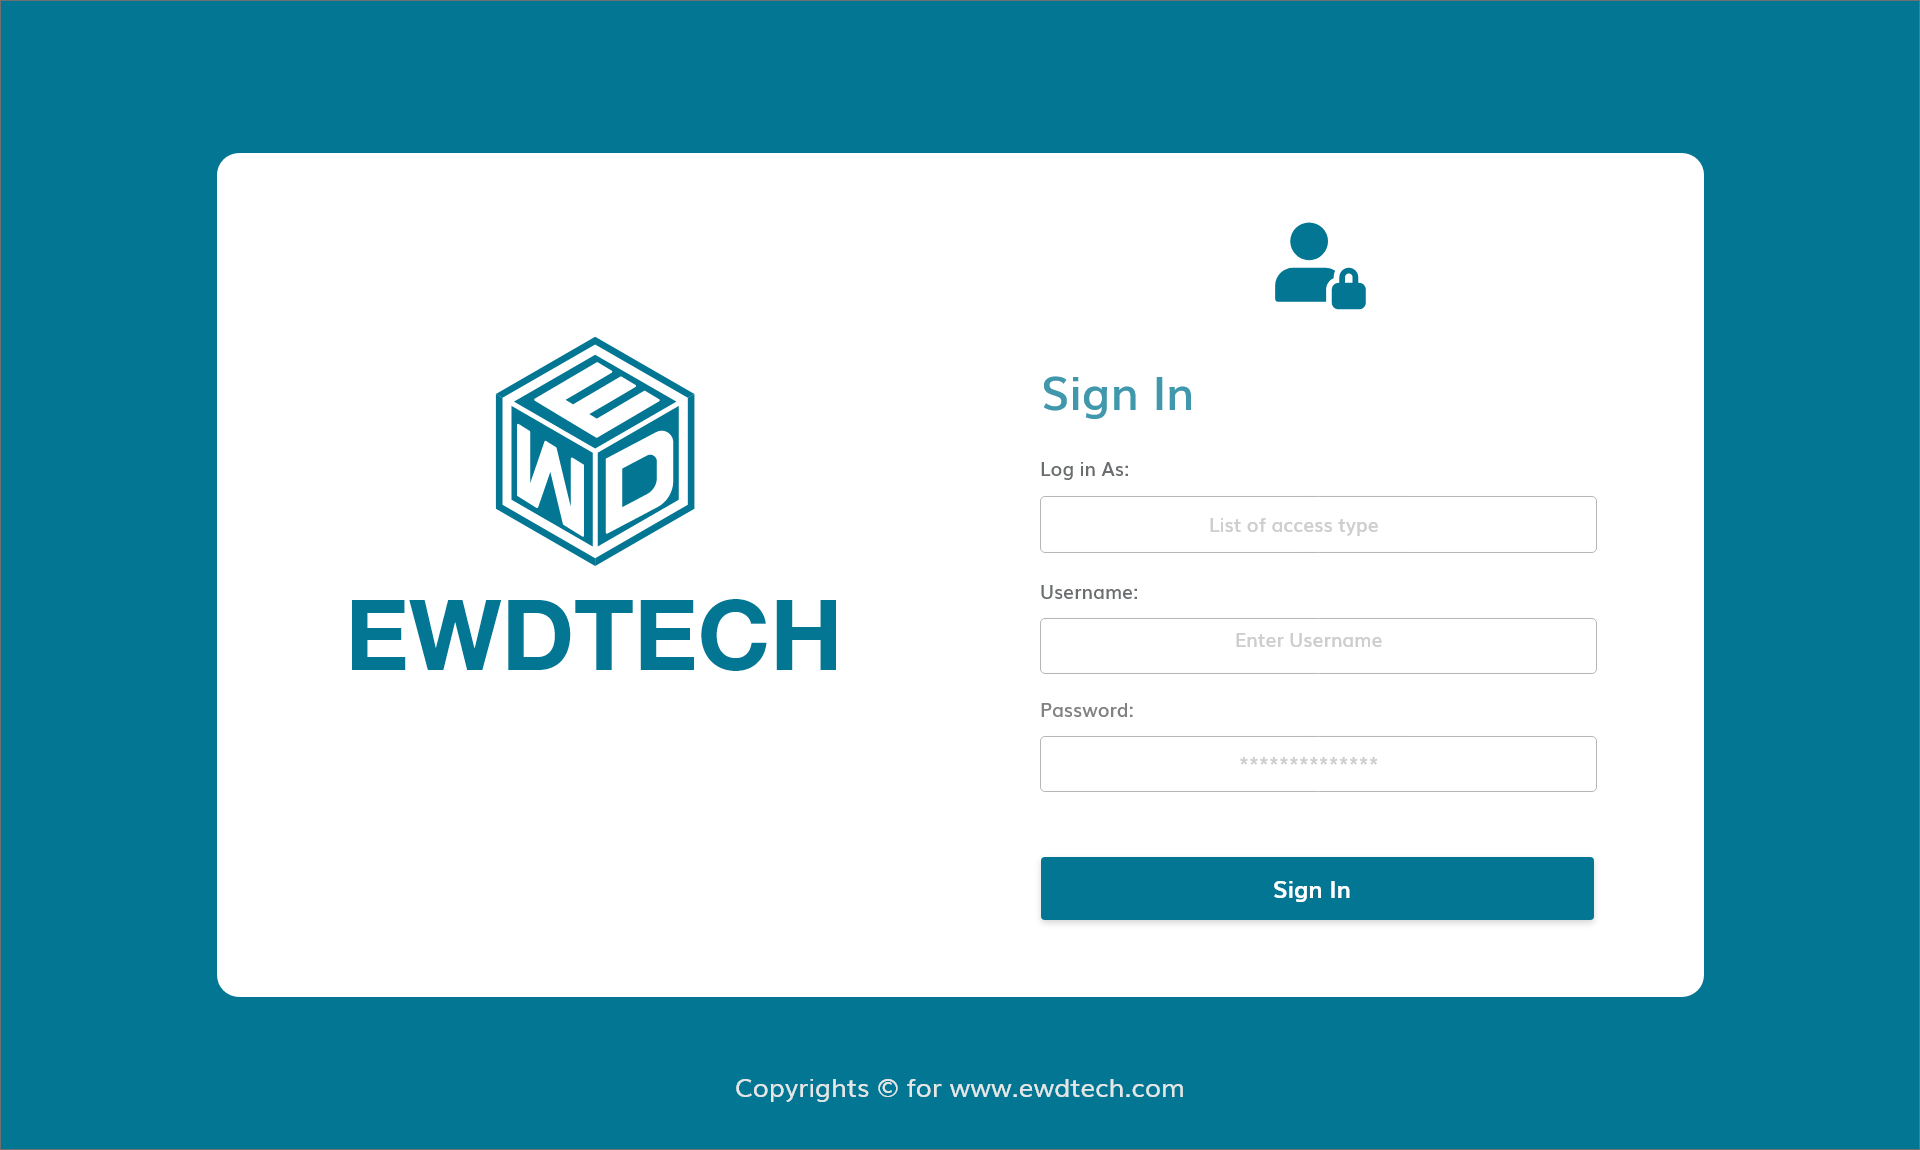 E
W D
EWDTECH
Sign In
Log in As:
List of access type
Username:
Enter Username
Password:
**************
Sign In
Copyrights © for www.ewdtech.com